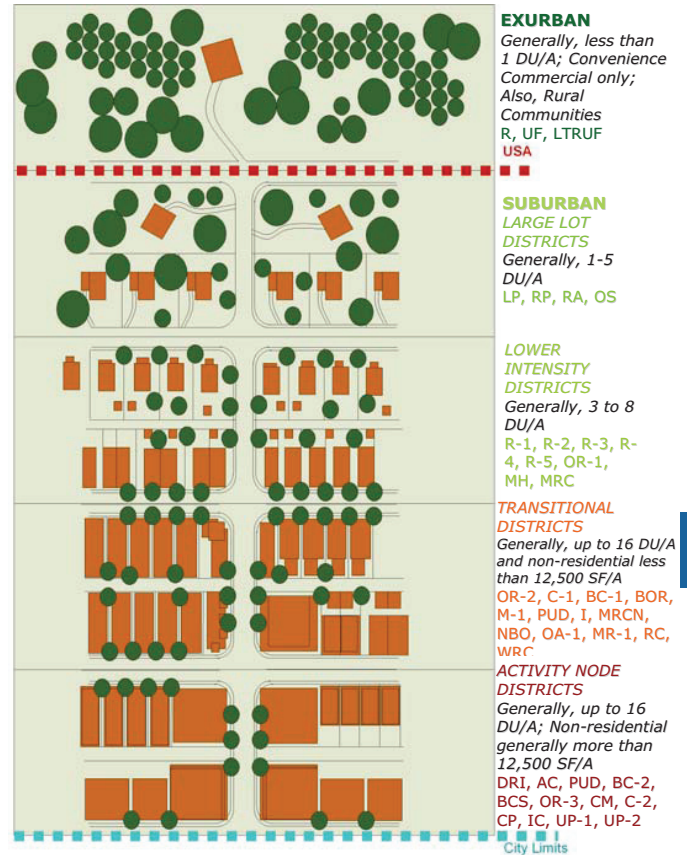 EXURBAN
Generally, less than
1 DU/A; Convenience
Commercial only;
Also, Rural
Communities
R, UF, LTRUF
USA
SUBURBAN
LARGE LOT
DISTRICTS
Generally, 1-5
DU/A
LP, RP, RA, OS
LOWER
INTENSITY
DISTRICTS
Generally, 3 to 8
DU/A
R-1, R-2, R-3, R-
4, R-5, OR-1,
MH, MRC
TRANSITIONAL
DISTRICTS
Generally, up to 16 DU/A
and non-residential less
than 12,500 SF/A
OR-2, C-1, BC-1, BOR,
M-1, PUD, I, MRCN,
NBO, OA-1, MR-1, RC,
WRC
ACTIVITY NODE
DISTRICTS
Generally, up to 16
DU/A; Non-residential
generally more than
12,500 SF/A
DRI, AC, PUD, BC-2,
BCS, OR-3, CM, C-2,
CP, IC, UP-1, UP-2
City Limits